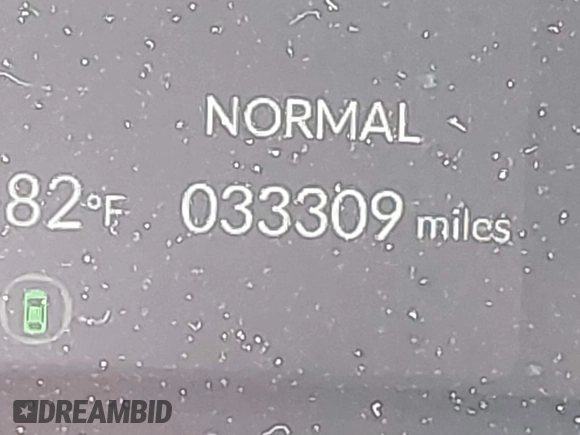 NORMAL
82°F 033309 miles
DREAMBID